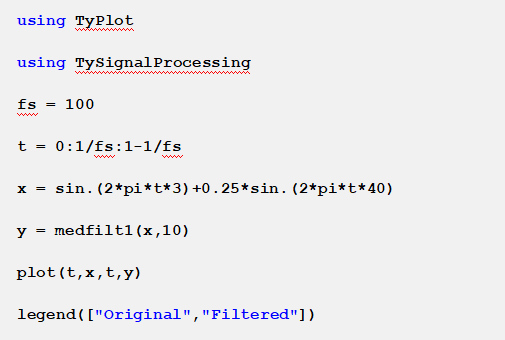 using TyPlot
using TySignalProcessing
fs = 100
t = 0:1/fs:1-1/fs
x = sin.(2*pi*t*3)+0.25*sin.(2*pi*t*40)
y = medfilt1(x,10)
plot(t,x,t,y)
legend(["Original","Filtered"])